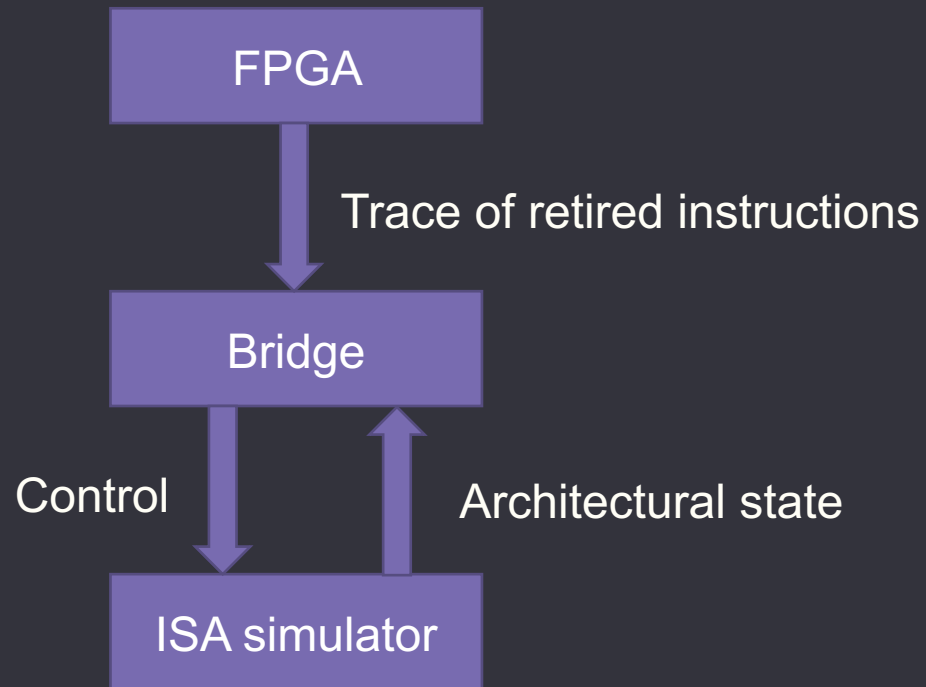 FPGA
Trace of retired instructions
Bridge
Control
Architectural state
ISA simulator